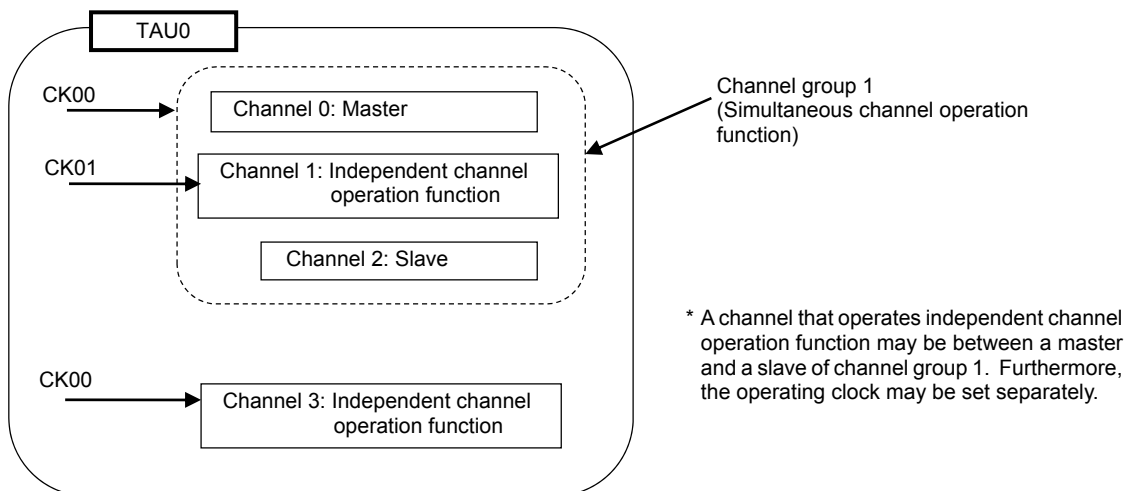 TAU0
CK00
Channel 0: Master
Channel group 1
(Simultaneous channel operation
function)
CK01
Channel 1: Independent channel
operation function
Channel 2: Slave
* A channel that operates independent channel
operation function may be between a master
and a slave of channel group 1. Furthermore,
the operating clock may be set separately.
CK00
Channel 3: Independent channel
operation function